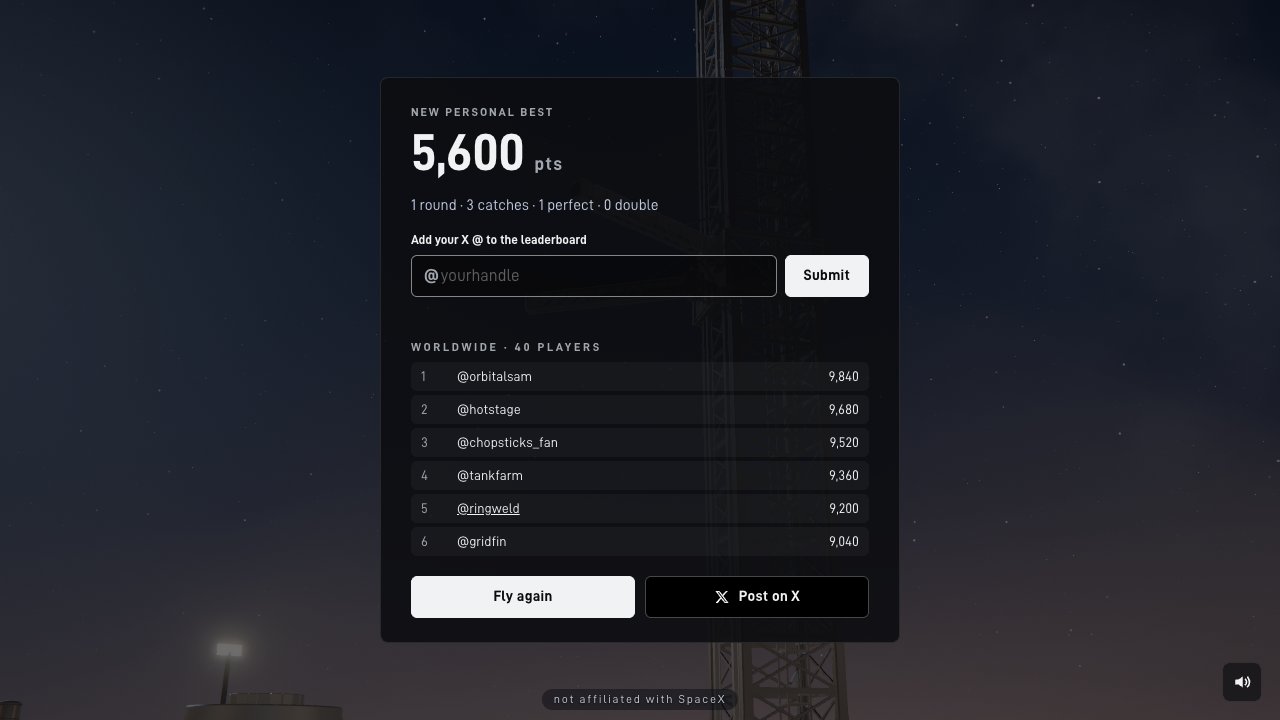 NEW PERSONAL BEST
5,600 pts
1 round · 3 catches · 1 perfect · 0 double
Add your X @ to the leaderboard
@yourhandle
Submit
WORLDWIDE · 40 PLAYERS
1 @orbitalsam 9,840
2 @hotstage 9,680
3 @chopsticks_fan 9,520
4 @tankfarm 9,360
5 @ringweld 9,200
6 @gridfin 9,040
Fly again
Post on X
not affiliated with SpaceX